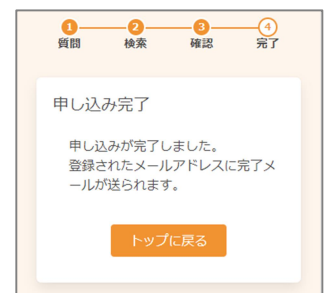 1 2 3 4
質問 検索 確認 完了
申し込み完了
申し込みが完了しました。
登録されたメールアドレスに完了メ
ールが送られます。
トップに戻る